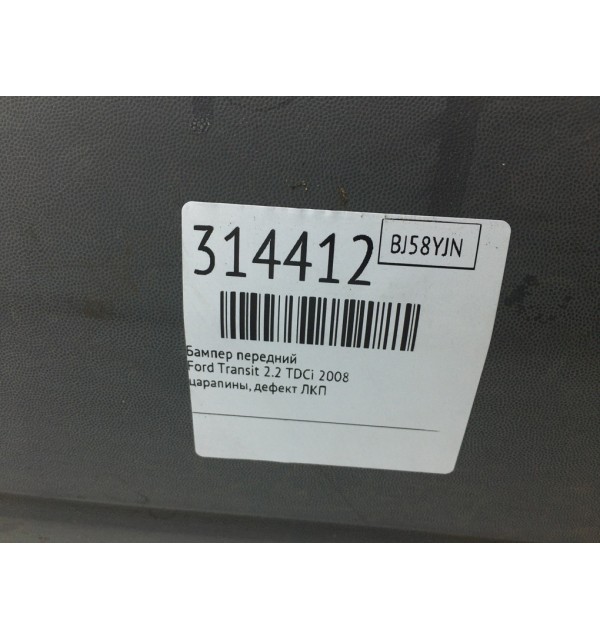 314412
BJ58YJN
Бампер передний
Ford Transit 2.2 TDCi 2008
царапины, дефект ЛКП